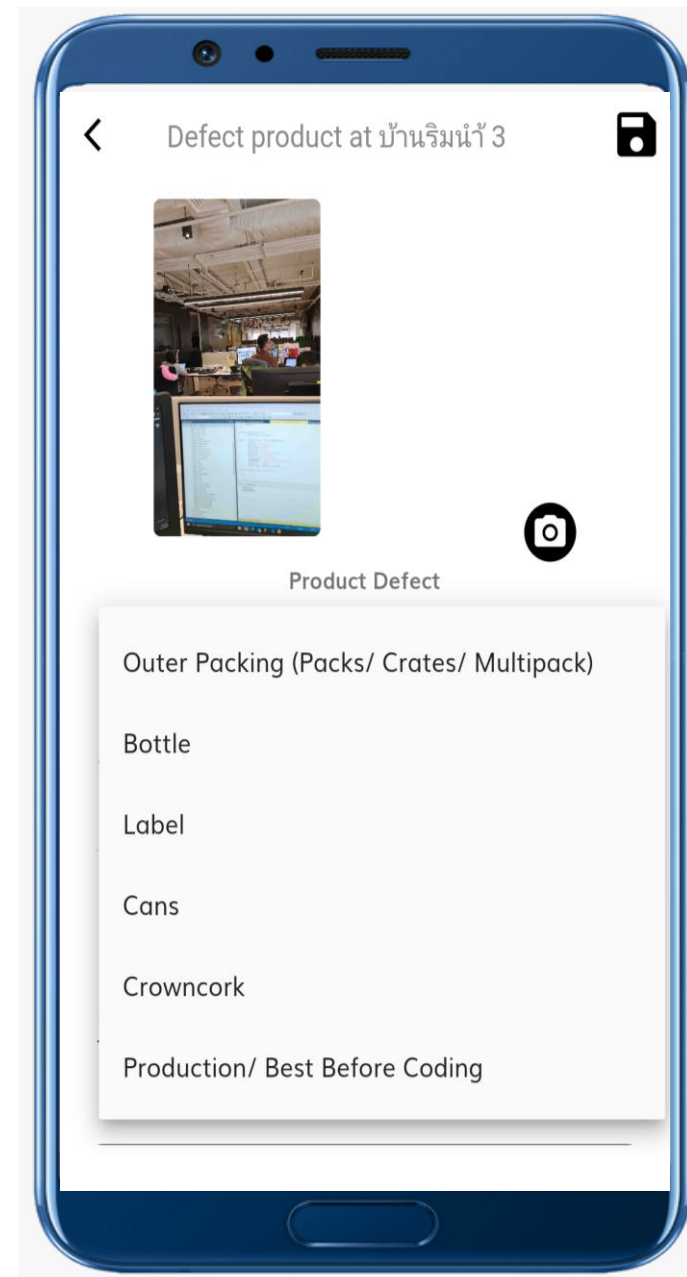 Defect product at บ้านริมน้ำ 3
Product Defect
Outer Packing (Packs/ Crates/ Multipack)
Bottle
Label
Cans
Crowncork
Production/ Best Before Coding